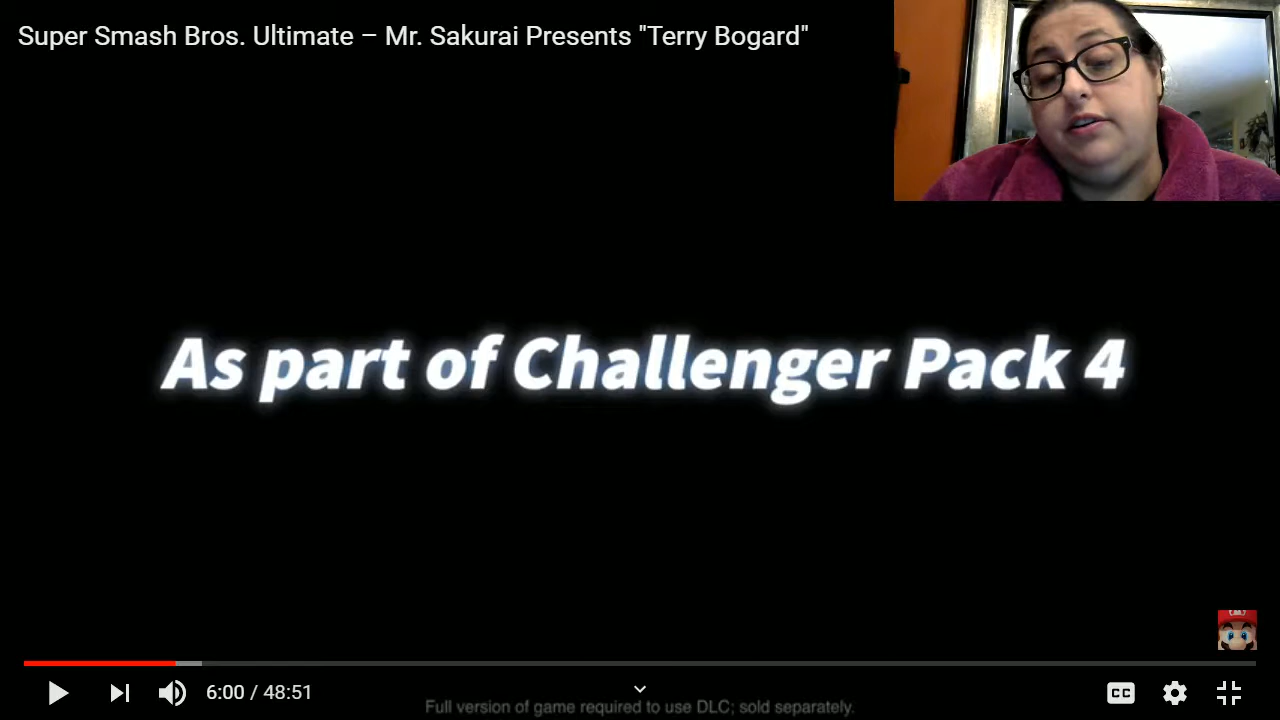 Super Smash Bros. Ultimate – Mr. Sakurai Presents "Terry Bogard"
As part of Challenger Pack 4
6:00 / 48:51
CC
Full version of game required to use DLC; sold separately.